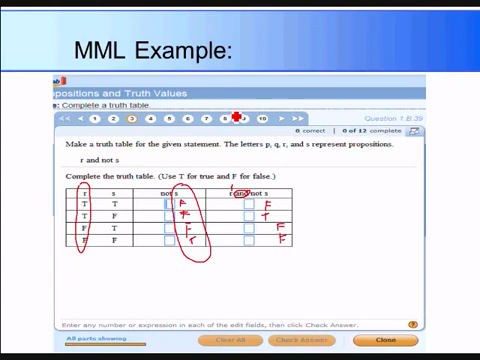 MML Example:
ab
positions and Truth Values
e: Complete a truth table.
<< < 1 2 3 4 5 6 7 8 9 10 > >> Question 1.B.39
0 correct 0 of 12 complete
Make a truth table for the given statement. The letters p, q, r, and s represent propositions.
r and not s
Complete the truth table. (Use T for true and F for false.)
r s not s r and not s
T T F F
T F T
F T F F
F F T F
Enter any number or expression in each of the edit fields, then click Check Answer.
All parts showing Clear All Check Answer Close